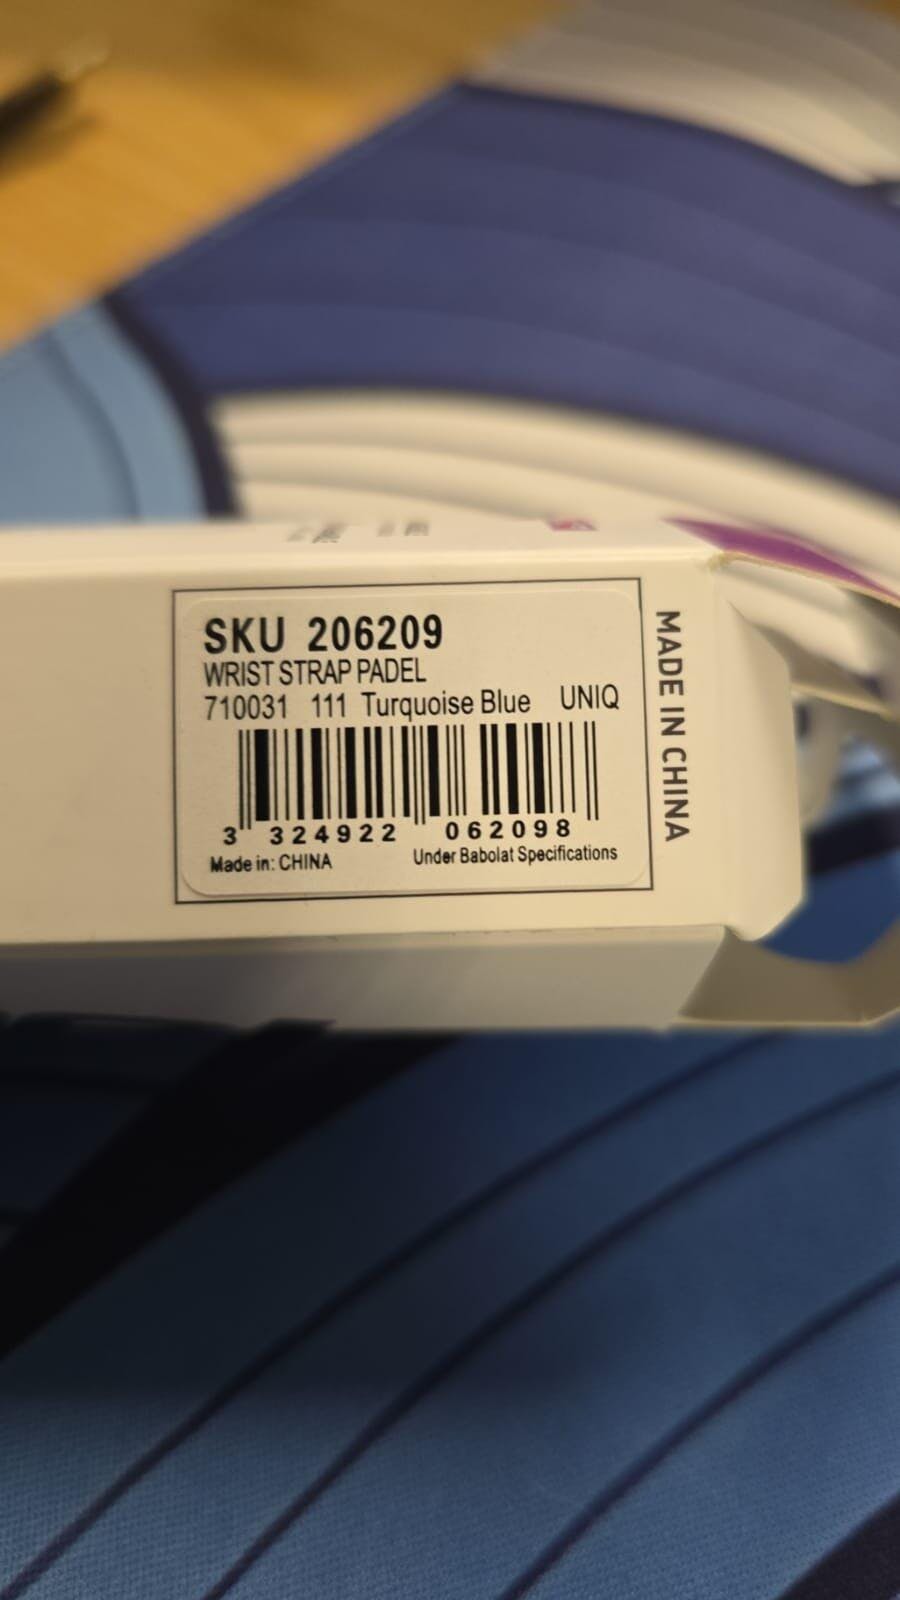 SKU 206209
WRIST STRAP PADEL
710031 111 Turquoise Blue UNIQ
3 324922 062098
Made in: CHINA Under Babolat Specifications
MADE IN CHINA